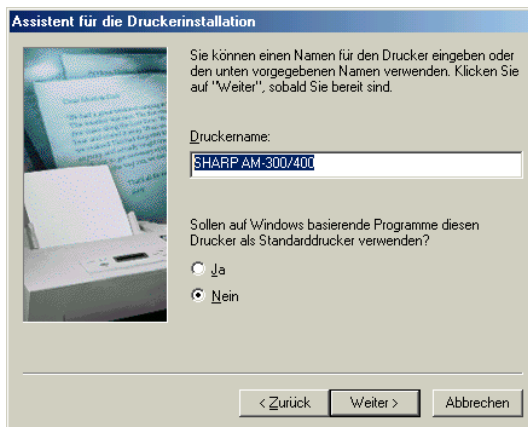 Assistent für die Druckerinstallation
Sie können einen Namen für den Drucker eingeben oder
den unten vorgegebenen Namen verwenden. Klicken Sie
auf "Weiter", sobald Sie bereit sind.
Druckername:
SHARP AM-300/400
Sollen auf Windows basierende Programme diesen
Drucker als Standarddrucker verwenden?
Ja
Nein
< Zurück
Weiter >
Abbrechen